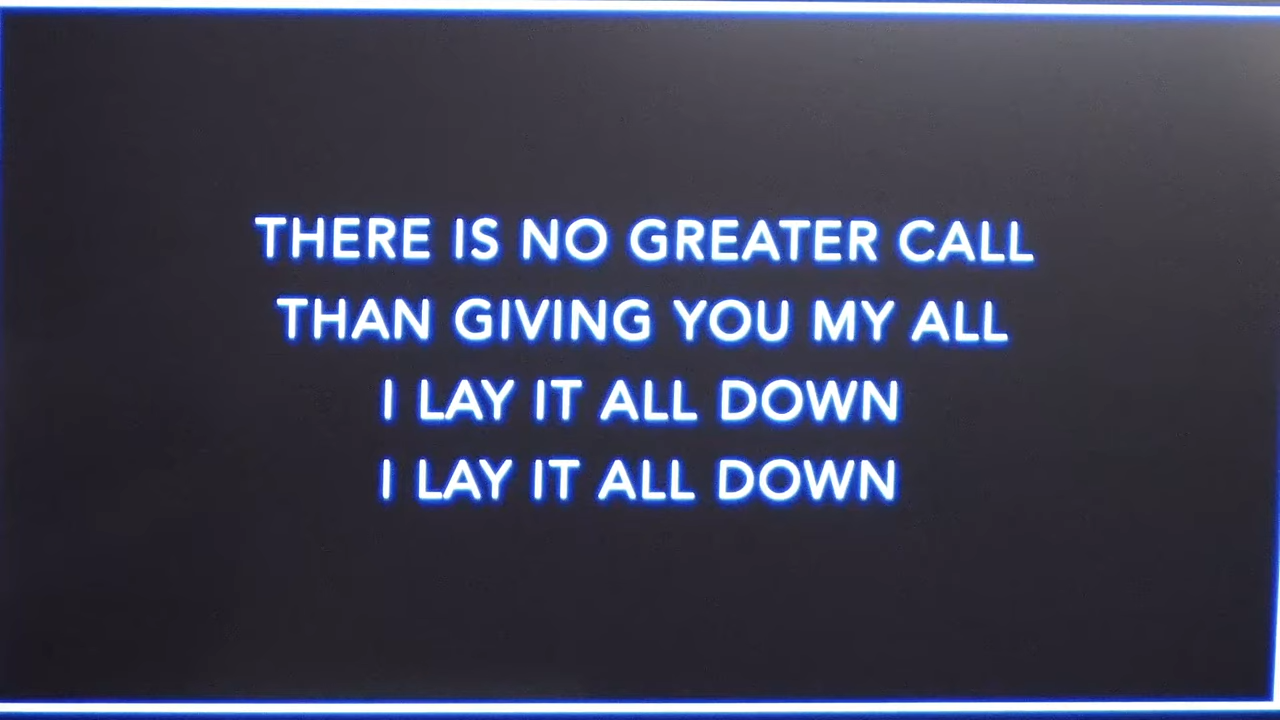 THERE IS NO GREATER CALL
THAN GIVING YOU MY ALL
I LAY IT ALL DOWN
I LAY IT ALL DOWN